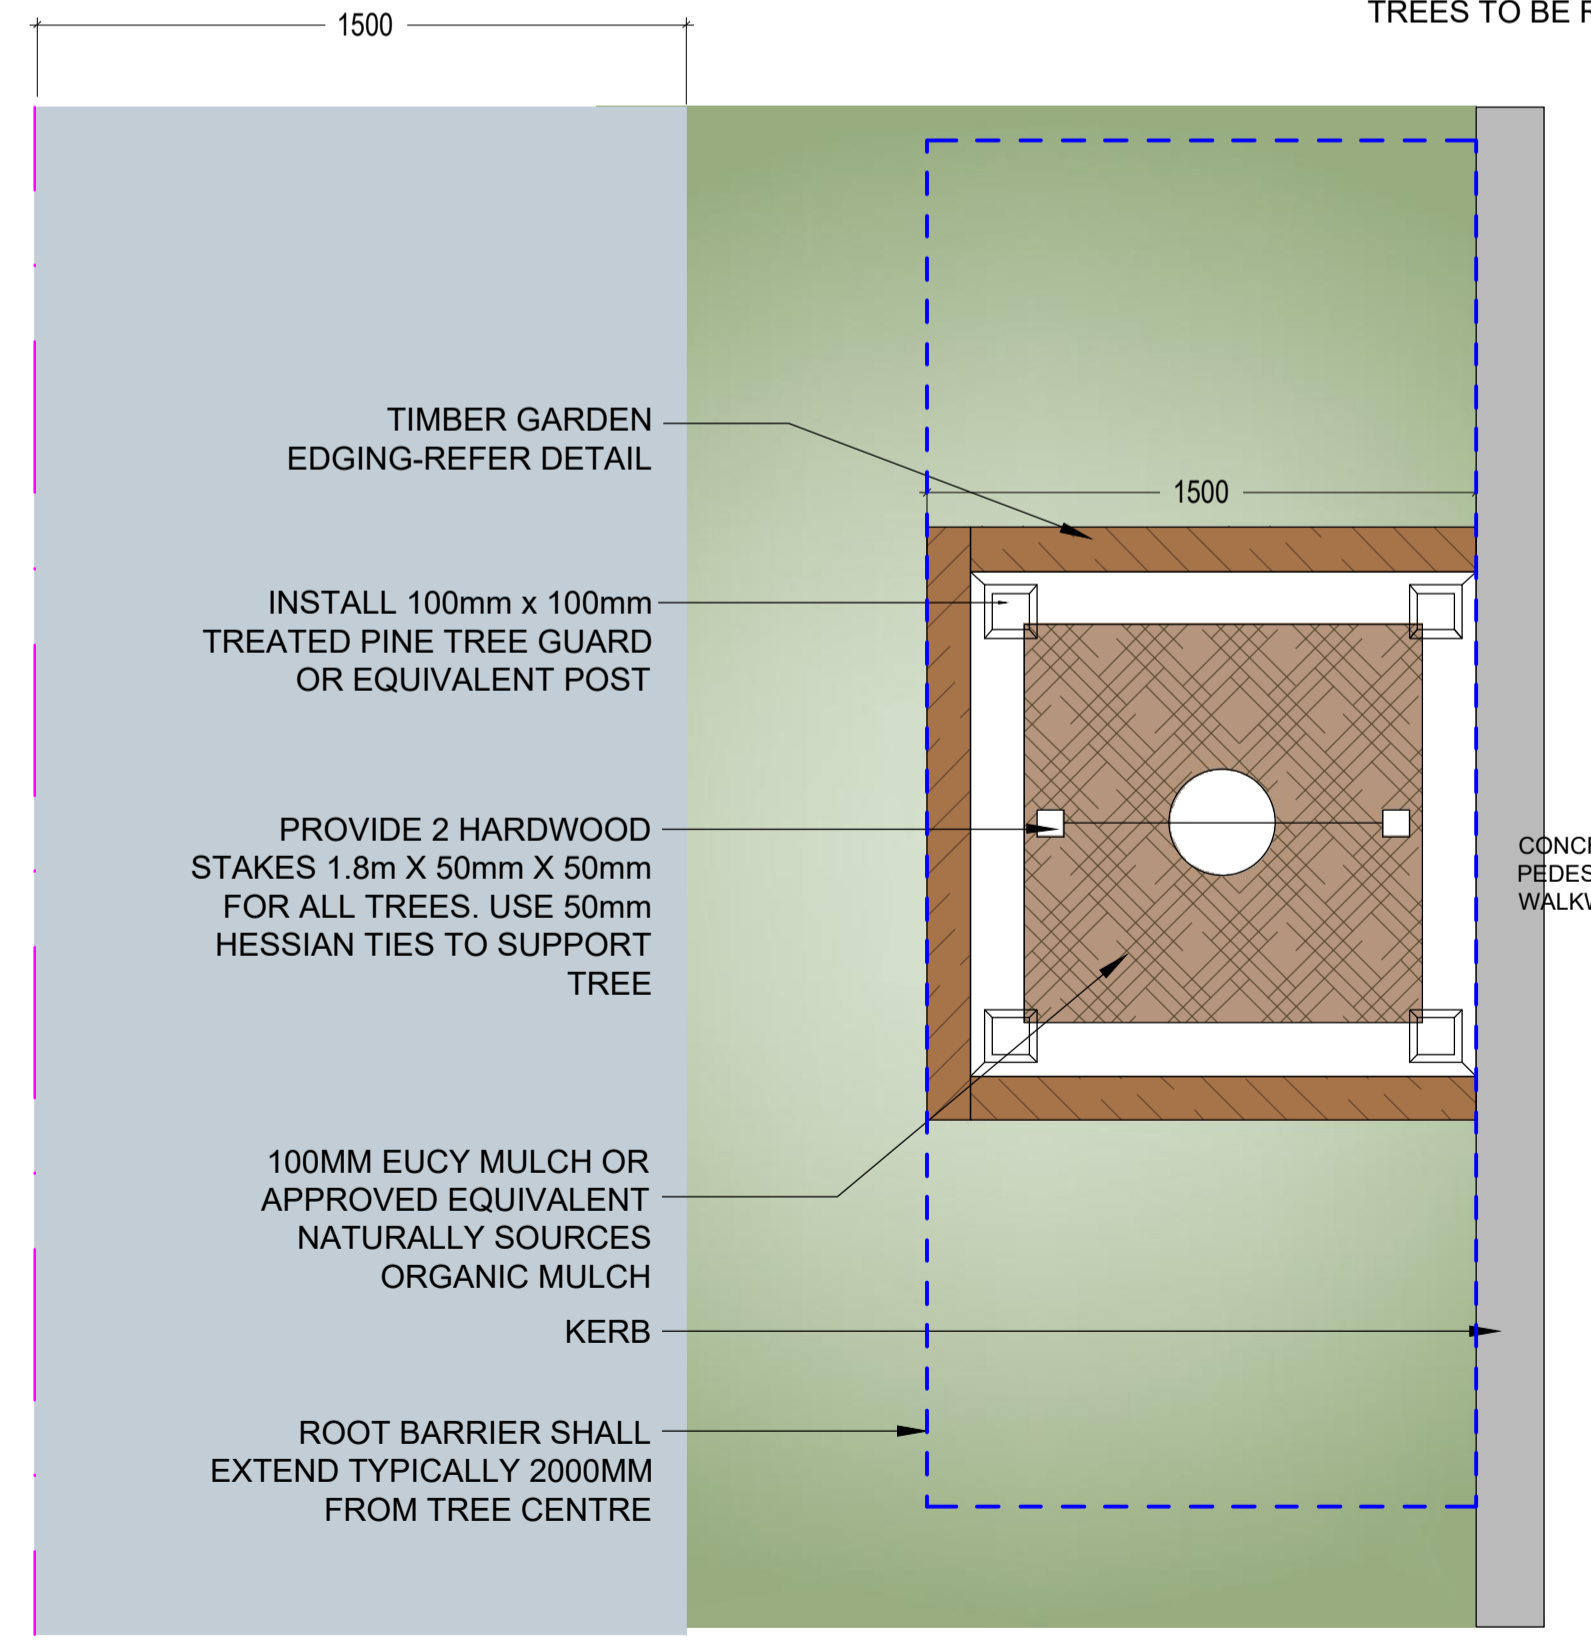 1500
TREES TO BE
TIMBER GARDEN
EDGING-REFER DETAIL
1500
INSTALL 100mm x 100mm
TREATED PINE TREE GUARD
OR EQUIVALENT POST
PROVIDE 2 HARDWOOD
STAKES 1.8m X 50mm X 50mm
FOR ALL TREES. USE 50mm
HESSIAN TIES TO SUPPORT
TREE
100MM EUCY MULCH OR
APPROVED EQUIVALENT
NATURALLY SOURCES
ORGANIC MULCH
KERB
ROOT BARRIER SHALL
EXTEND TYPICALLY 2000MM
FROM TREE CENTRE